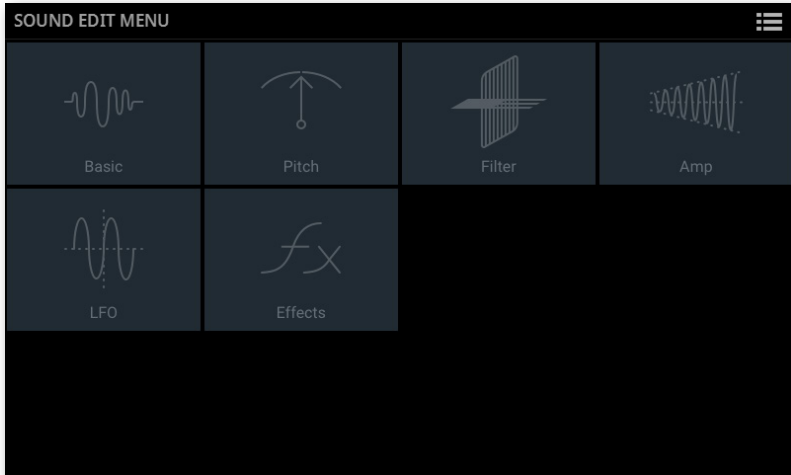 SOUND EDIT MENU
Basic
Pitch
Filter
Amp
LFO
Effects